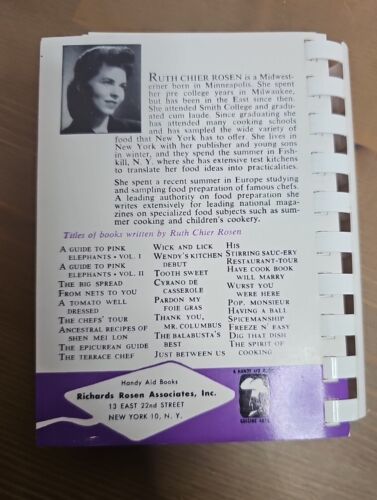 RUTH CHIER ROSEN is a Midwest-
erner born in Minneapolis. She spent
her pre college years in Milwaukee,
but has been in the East since then.
She attended Smith College and gradu-
ated cum laude. Since graduating she
has attended many cooking schools
and has sampled the wide variety of
food that New York has to offer. She lives in
New York with her publisher and young sons
in winter, and they spend the summer in Fish-
kill, N. Y. where she has extensive test kitchens
to translate her food ideas into practicalities.
She spent a recent summer in Europe studying
and sampling food preparation of famous chefs.
A leading authority on food preparation she
writes extensively for leading national maga-
zines on specialized food subjects such as sum-
mer cooking and children's cookery.
Titles of books written by Ruth Chier Rosen
A GUIDE TO PINK
ELEPHANTS • VOL. I
A GUIDE TO PINK
ELEPHANTS • VOL. II
THE BIG SPREAD
FROM NETS TO YOU
A TOMATO WELL
DRESSED
THE CHEFS' TOUR
ANCESTRAL RECIPES OF
SHEN MEI LON
THE EPICUREAN GUIDE
THE TERRACE CHEF
WICK AND LICK
WENDY'S KITCHEN
DEBUT
TOOTH SWEET
CYRANO DE
CASSEROLE
PARDON MY
FOIE GRAS
THANK YOU,
MR. COLUMBUS
THE BALABUSTA'S
BEST
JUST BETWEEN US
HIS
STIRRING SAUC-ERY
RESTAURANT-TOUR
HAVE COOK BOOK
WILL MARRY
WURST YOU
WERE HERE
POP, MONSIEUR
HAVING A BALL
SPICEMANSHIP
FREEZE N' EASY
DIG THAT DISH
THE SPIRIT OF
COOKING
Handy Aid Books
Richards Rosen Associates, Inc.
13 EAST 22nd STREET
NEW YORK 10, N. Y.
A HANDY AID BOOK